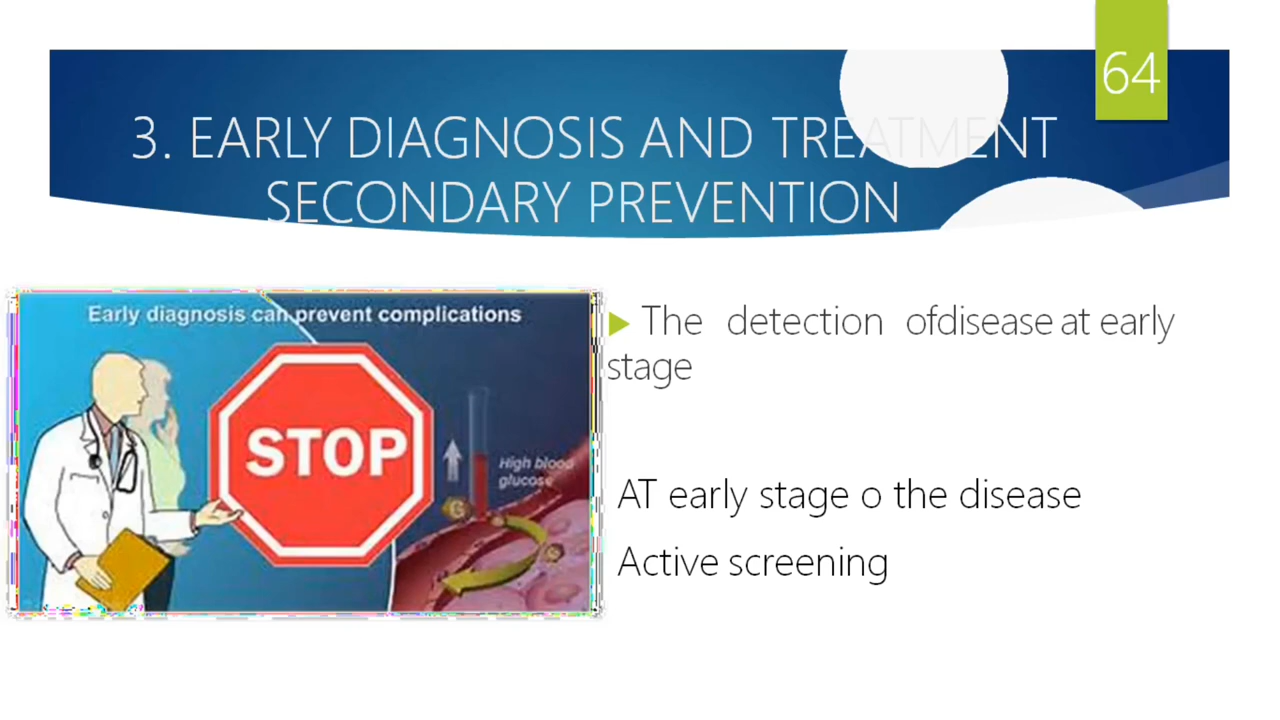 64
3. EARLY DIAGNOSIS AND TREATMENT
SECONDARY PREVENTION
Early diagnosis can prevent complications
STOP
High blood
glucose
G
G
The detection ofdisease at early
stage
AT early stage o the disease
Active screening